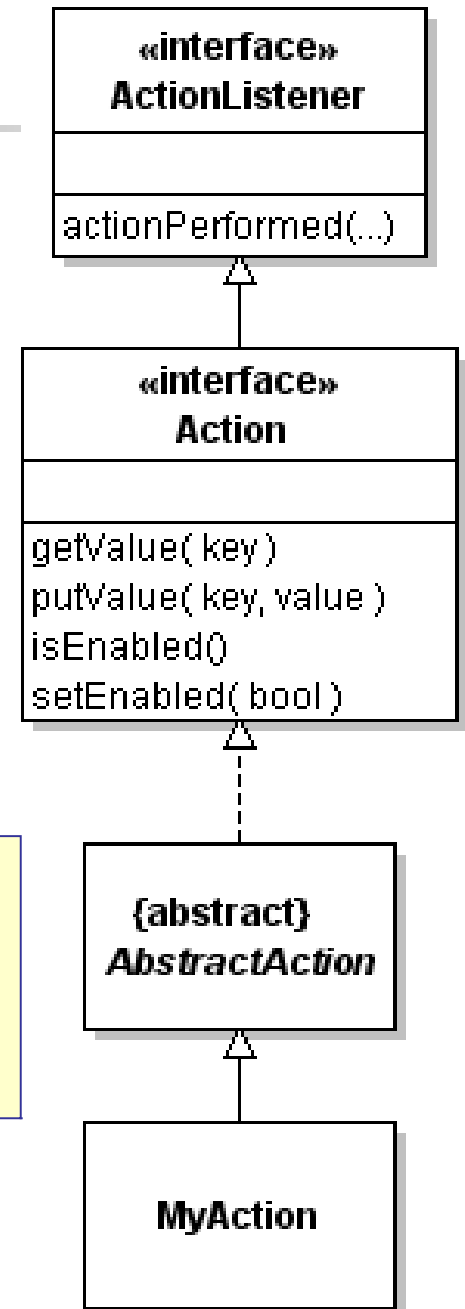 «interface»
ActionListener
actionPerformed(...)
«interface»
Action
getValue( key )
putValue( key, value )
isEnabled()
setEnabled( bool )
{abstract}
AbstractAction
MyAction